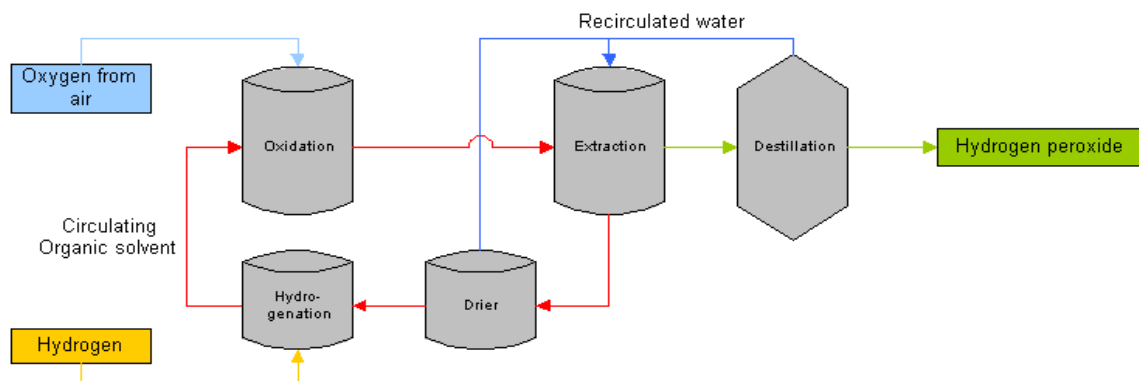 Recirculated water
Oxygen from
air
Oxidation
Extraction
Destillation
Hydrogen peroxide
Circulating
Organic solvent
Hydro-
genation
Drier
Hydrogen